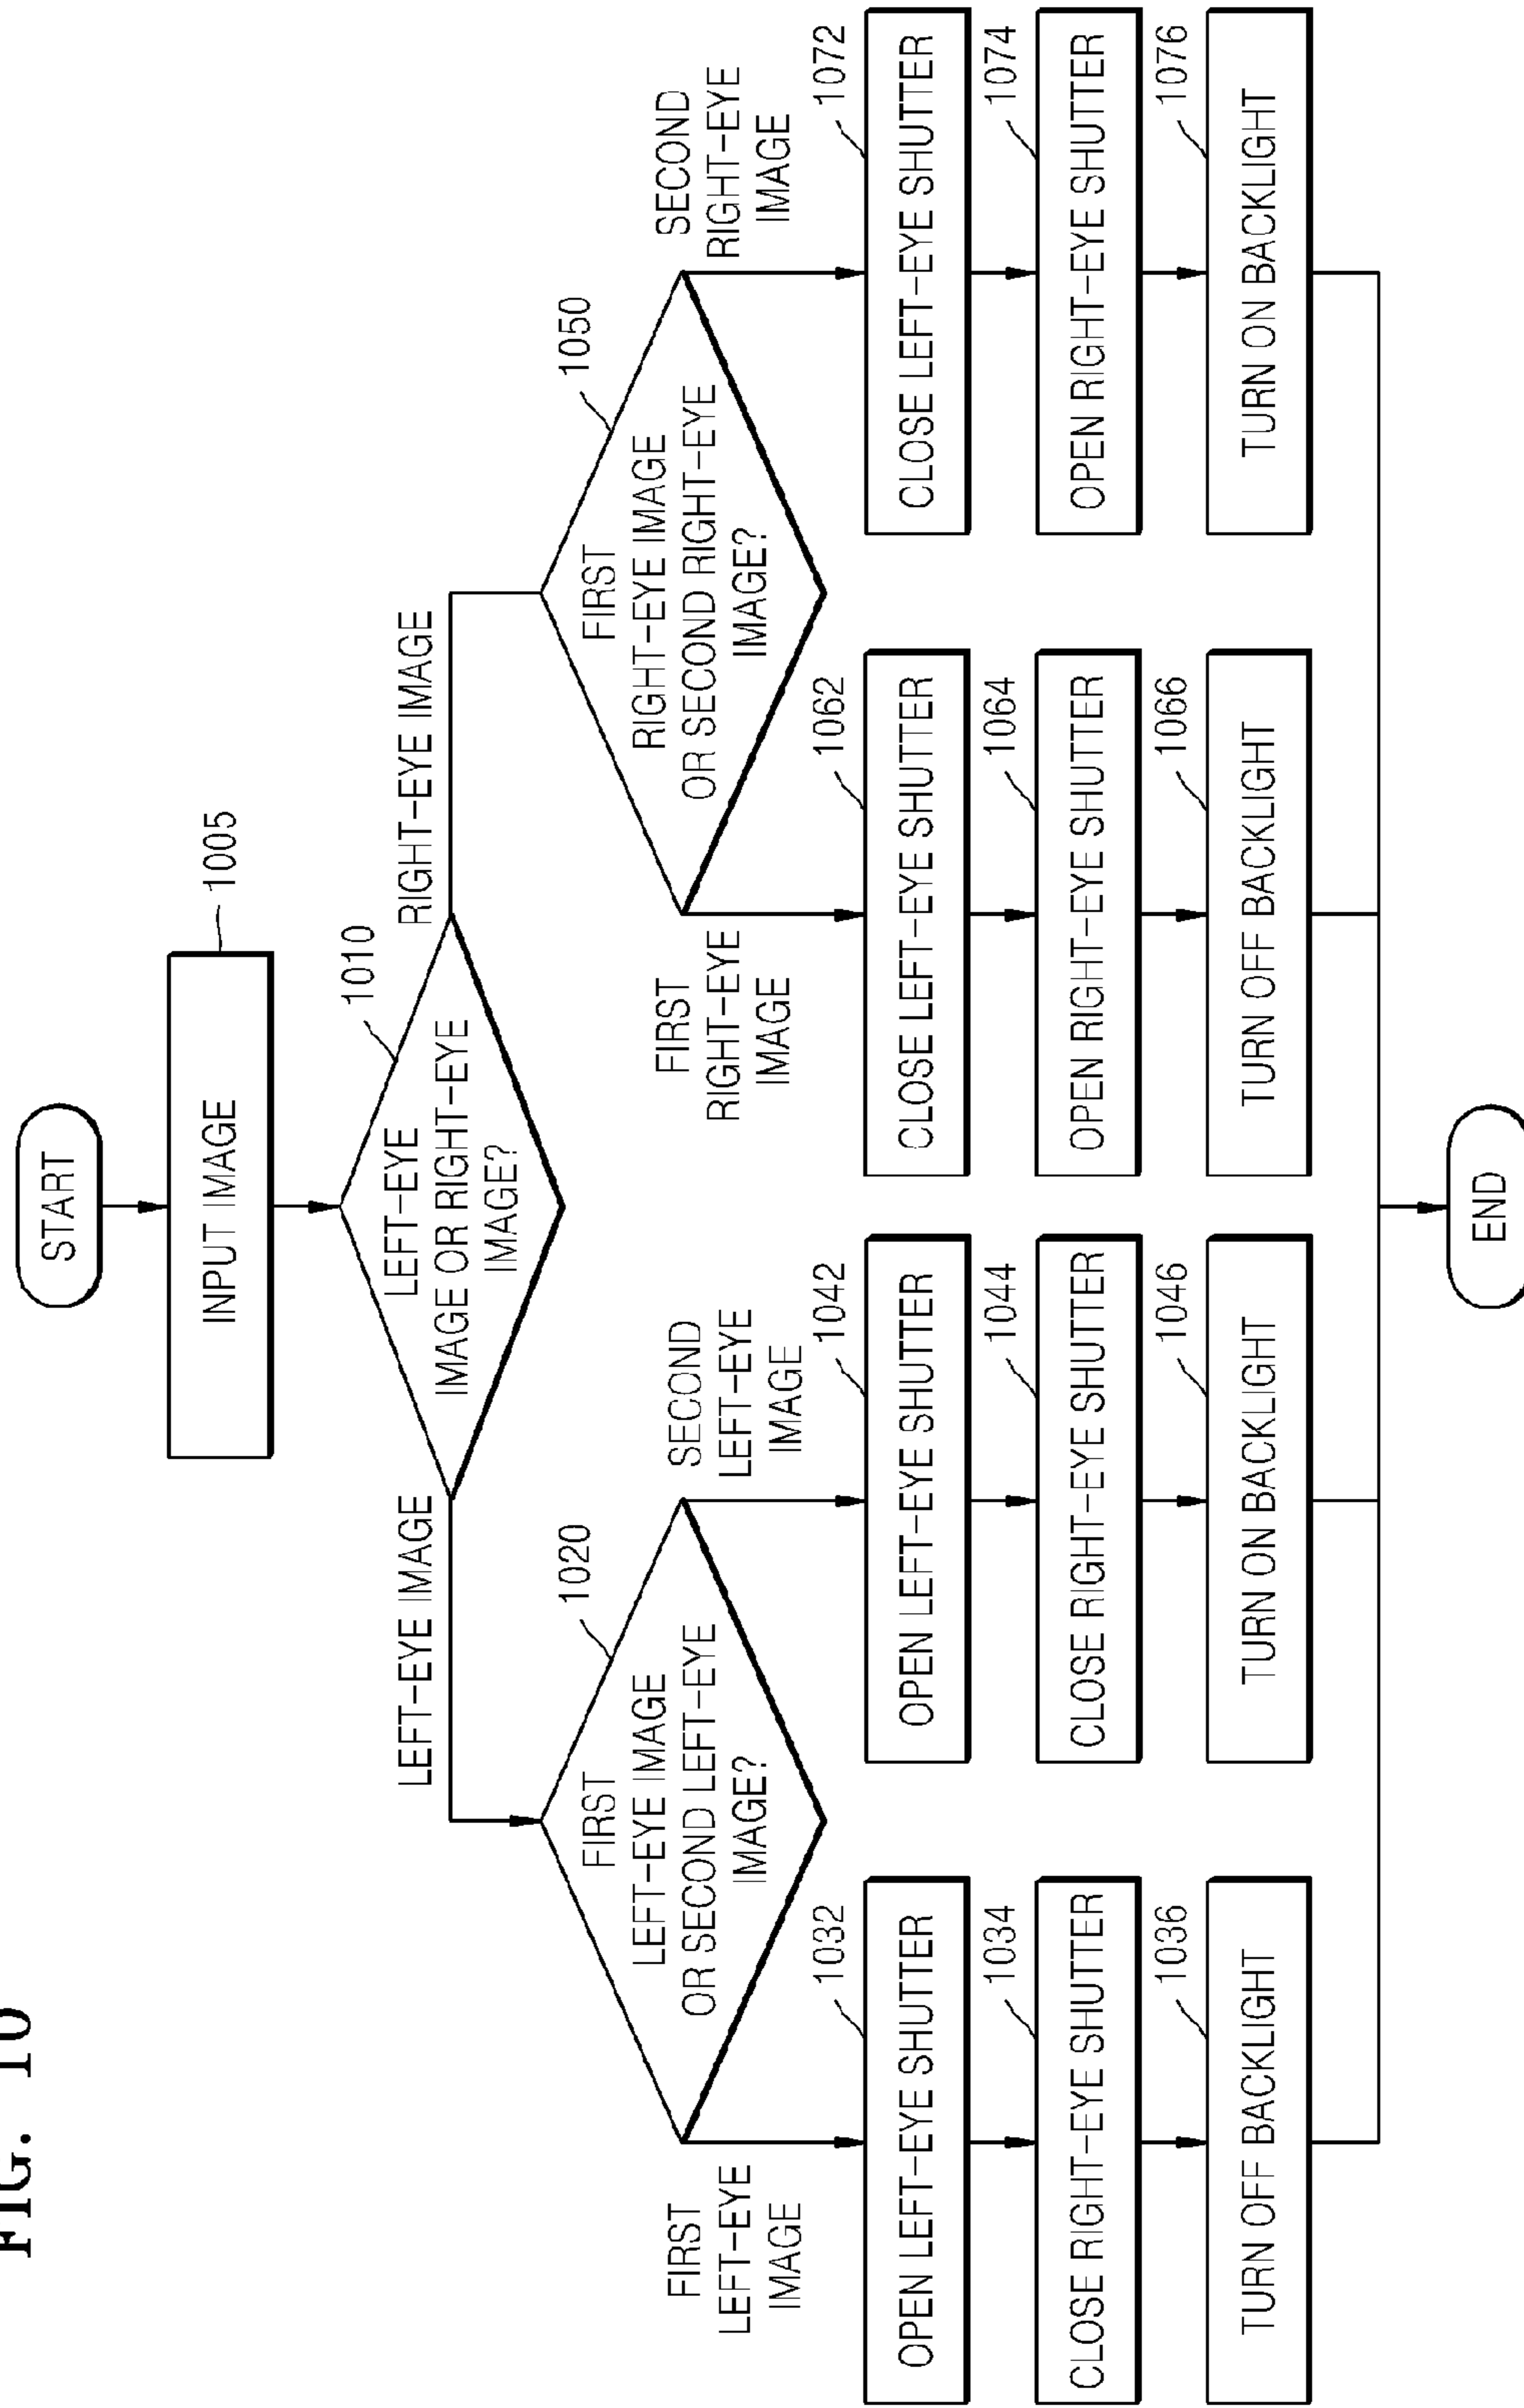 FIG. 10
START
INPUT IMAGE
1005
LEFT-EYE
IMAGE OR RIGHT-EYE
IMAGE?
1010
LEFT-EYE IMAGE
RIGHT-EYE IMAGE
FIRST
LEFT-EYE IMAGE
OR SECOND LEFT-EYE
IMAGE?
1020
FIRST
RIGHT-EYE IMAGE
OR SECOND RIGHT-EYE
IMAGE?
1050
FIRST
LEFT-EYE
IMAGE
SECOND
LEFT-EYE
IMAGE
FIRST
RIGHT-EYE
IMAGE
SECOND
RIGHT-EYE
IMAGE
1032
OPEN LEFT-EYE SHUTTER
1042
OPEN LEFT-EYE SHUTTER
1062
CLOSE LEFT-EYE SHUTTER
1072
CLOSE LEFT-EYE SHUTTER
1034
CLOSE RIGHT-EYE SHUTTER
1044
CLOSE RIGHT-EYE SHUTTER
1064
OPEN RIGHT-EYE SHUTTER
1074
OPEN RIGHT-EYE SHUTTER
1036
TURN OFF BACKLIGHT
1046
TURN ON BACKLIGHT
1066
TURN OFF BACKLIGHT
1076
TURN ON BACKLIGHT
END